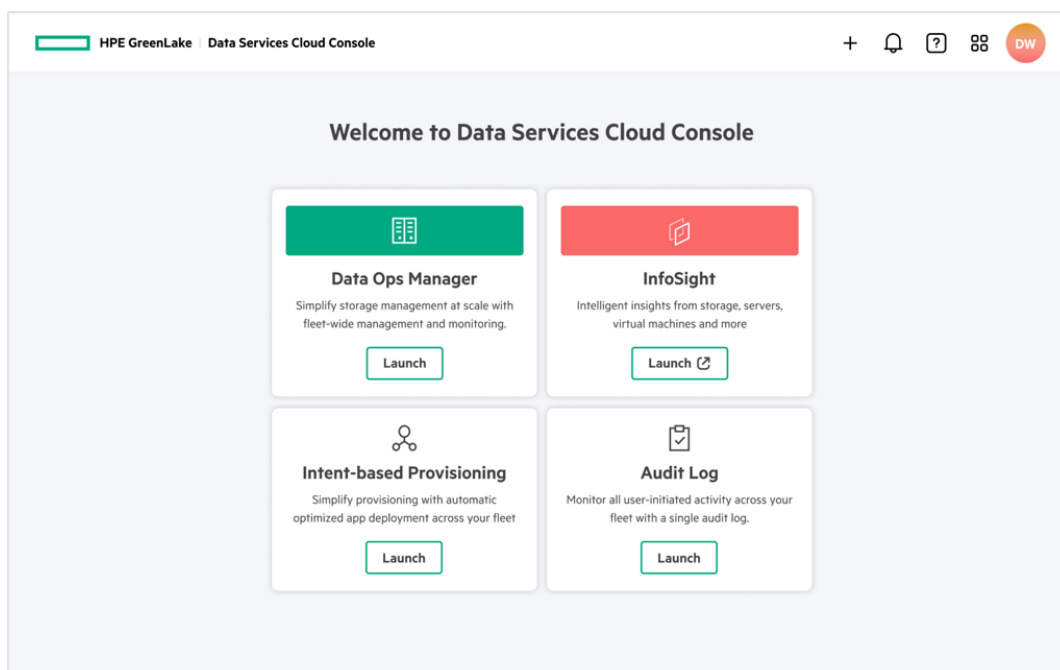 HPE GreenLake | Data Services Cloud Console
?
DW
Welcome to Data Services Cloud Console
Data Ops Manager
Simplify storage management at scale with
fleet-wide management and monitoring.
Launch
InfoSight
Intelligent insights from storage, servers,
virtual machines and more
Launch
Intent-based Provisioning
Simplify provisioning with automatic
optimized app deployment across your fleet
Launch
Audit Log
Monitor all user-initiated activity across your
fleet with a single audit log.
Launch